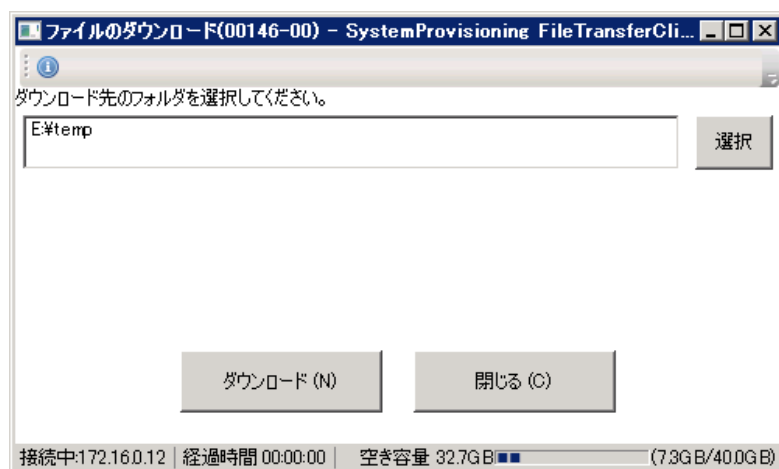 ファイルのダウンロード(00146-00) - SystemProvisioning FileTransferCli...
ダウンロード先のフォルダを選択してください。
E:¥temp
選択
ダウンロード (N)
閉じる (C)
接続中:172.16.0.12 経過時間 00:00:00 空き容量 32.7GB (7.3GB/40.0GB)